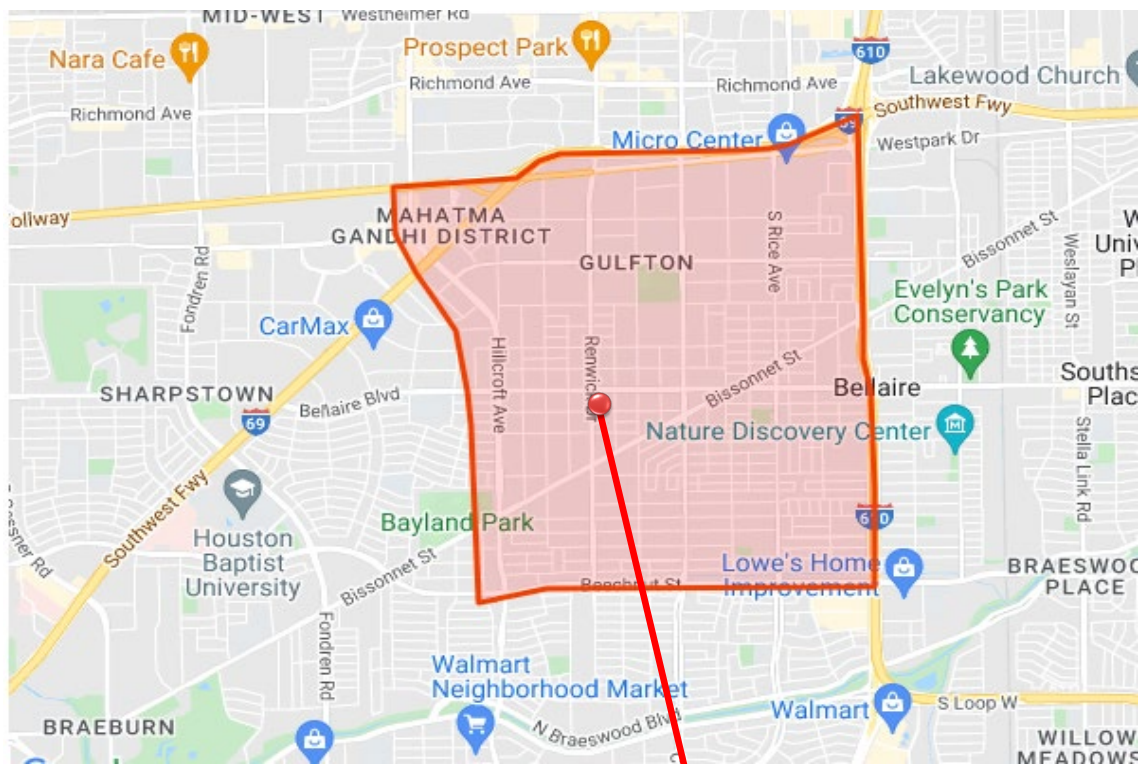 MID-WEST
Westheimer Rd
Nara Cafe
Prospect Park
610
Lakewood Church
Richmond Ave
Richmond Ave
Richmond Ave
Southwest Fwy
Micro Center
69
Westpark Dr
ollway
MAHATMA
GANDHI DISTRICT
S Rice Ave
Bissonnet St
Weslayan St
Fondren Rd
GULFTON
Evelyn's Park
Conservancy
CarMax
Hillcroft Ave
Renwick Dr
Bissonnet St
Bellaire
SHARPSTOWN
Bellaire Blvd
69
Nature Discovery Center
Stella Link Rd
Southwest Fwy
Bayland Park
610
Houston
Baptist
University
Bissonnet St
Beechnut St
Lowe's Home
Improvement
PLACE
Fondren Rd
Walmart
Neighborhood Market
Walmart
S Loop W
BRAEBURN
N Braeswood Blvd
WILLOW
MEADOWS